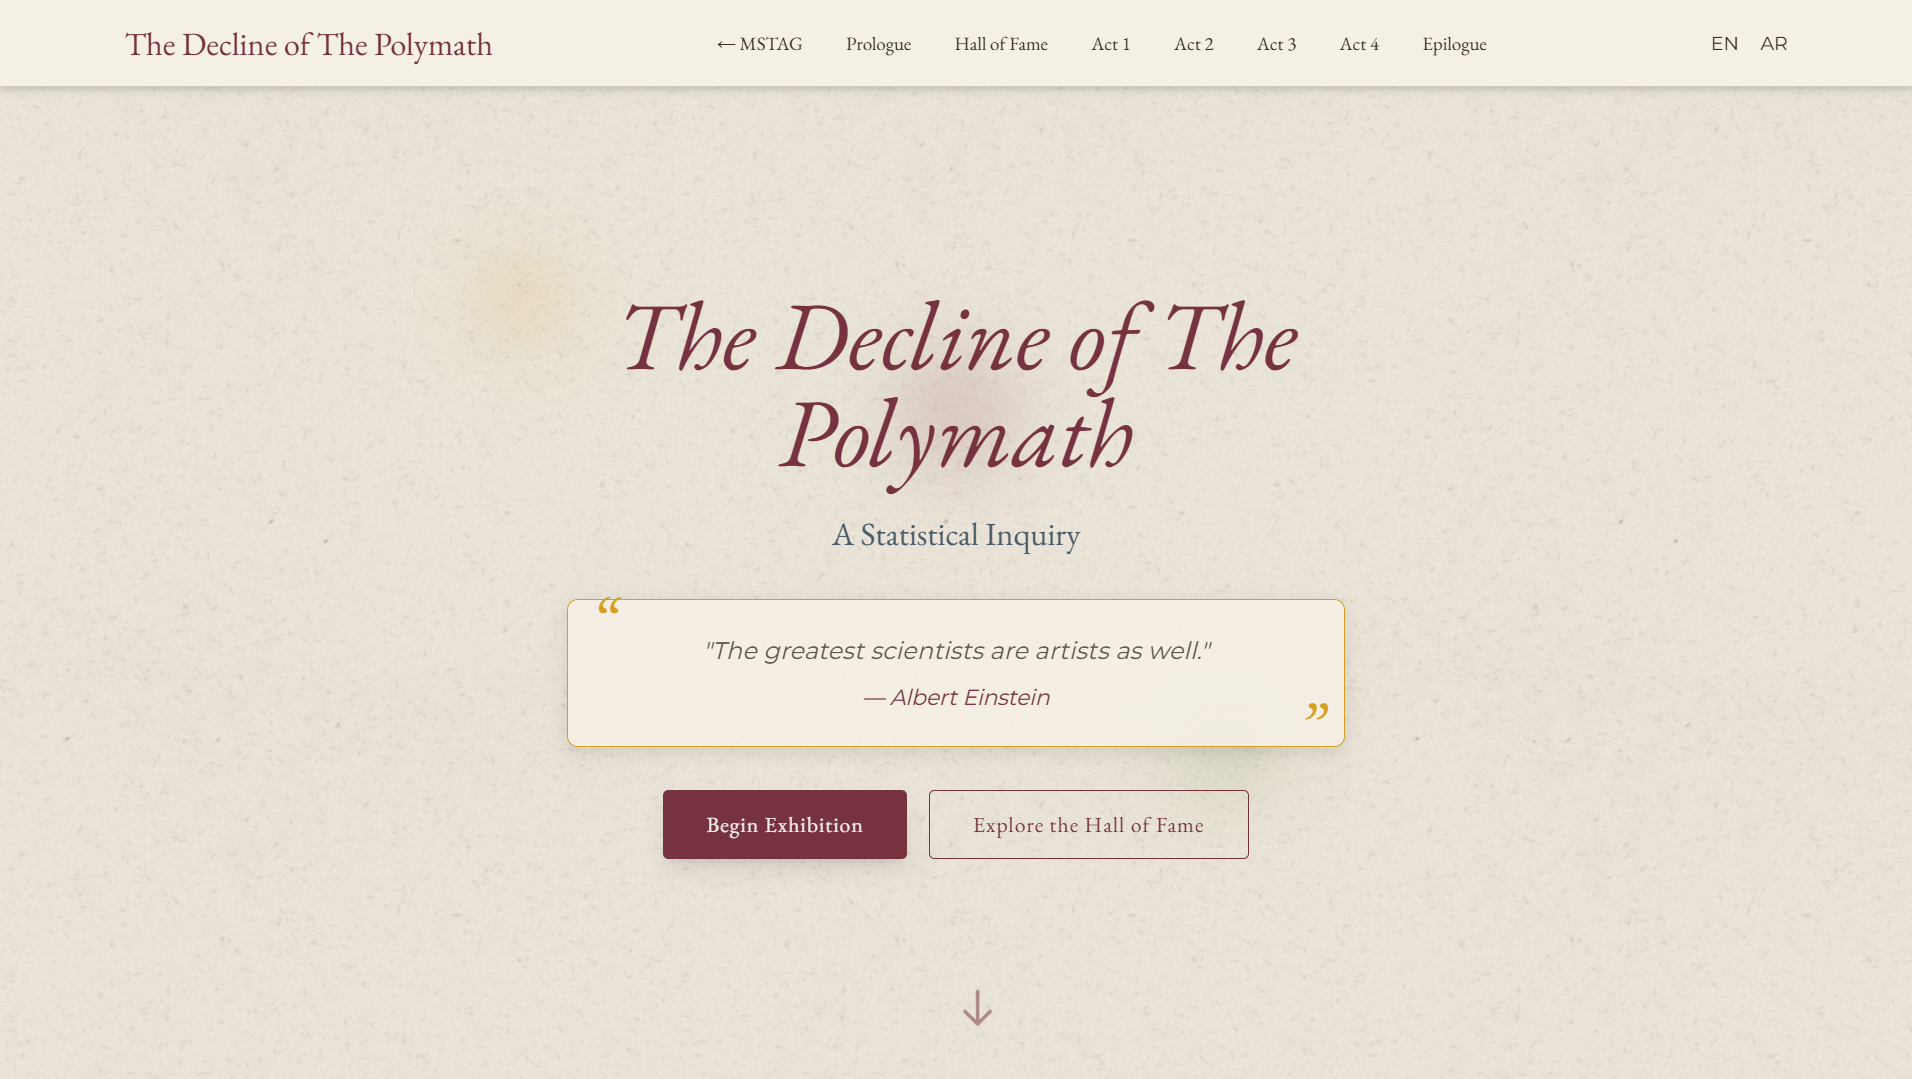 The Decline of The Polymath
← MSTAG
Prologue
Hall of Fame
Act 1
Act 2
Act 3
Act 4
Epilogue
EN
AR
The Decline of The
Polymath
A Statistical Inquiry
“
"The greatest scientists are artists as well."
— Albert Einstein
”
Begin Exhibition
Explore the Hall of Fame